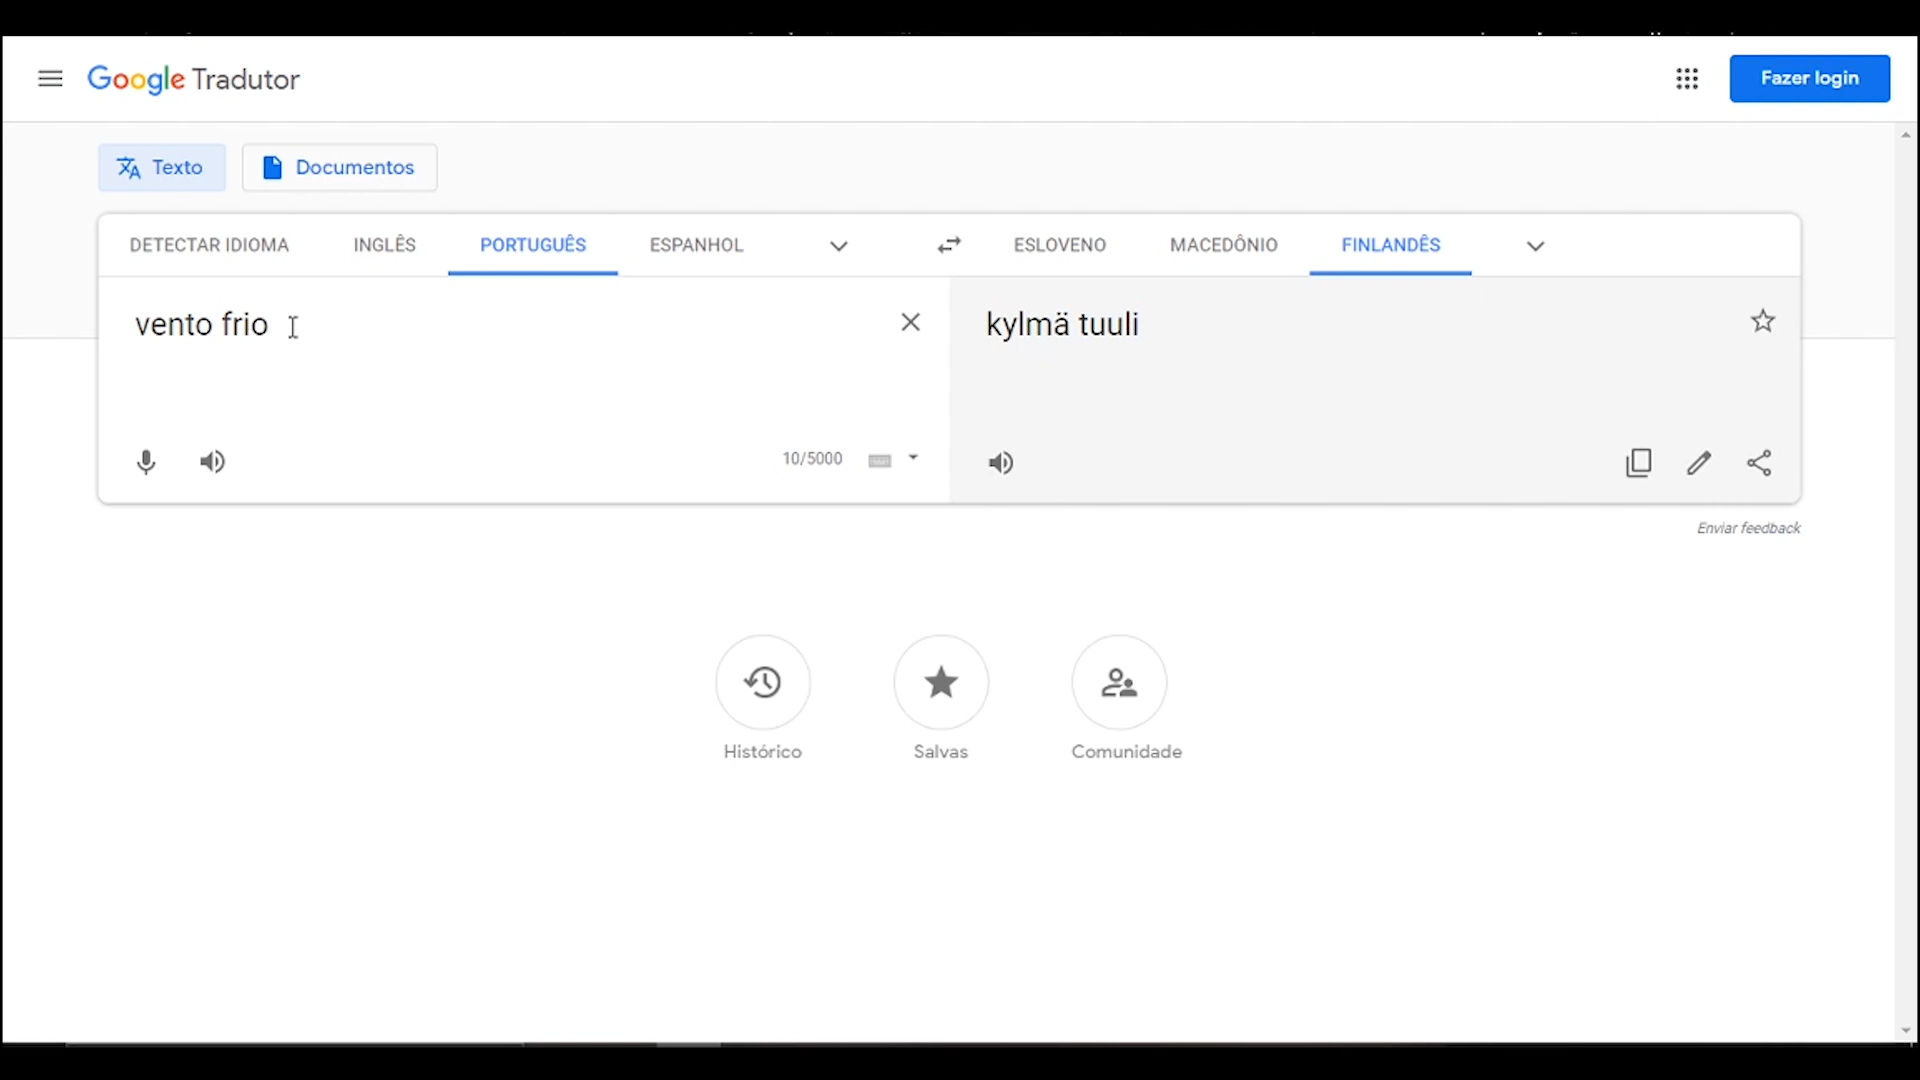 Google Tradutor
Fazer login
Texto
Documentos
DETECTAR IDIOMA
INGLÊS
PORTUGUÊS
ESPANHOL
ESLOVENO
MACEDÔNIO
FINLANDÊS
vento frio
kylmä tuuli
10/5000
Enviar feedback
Histórico
Salvas
Comunidade